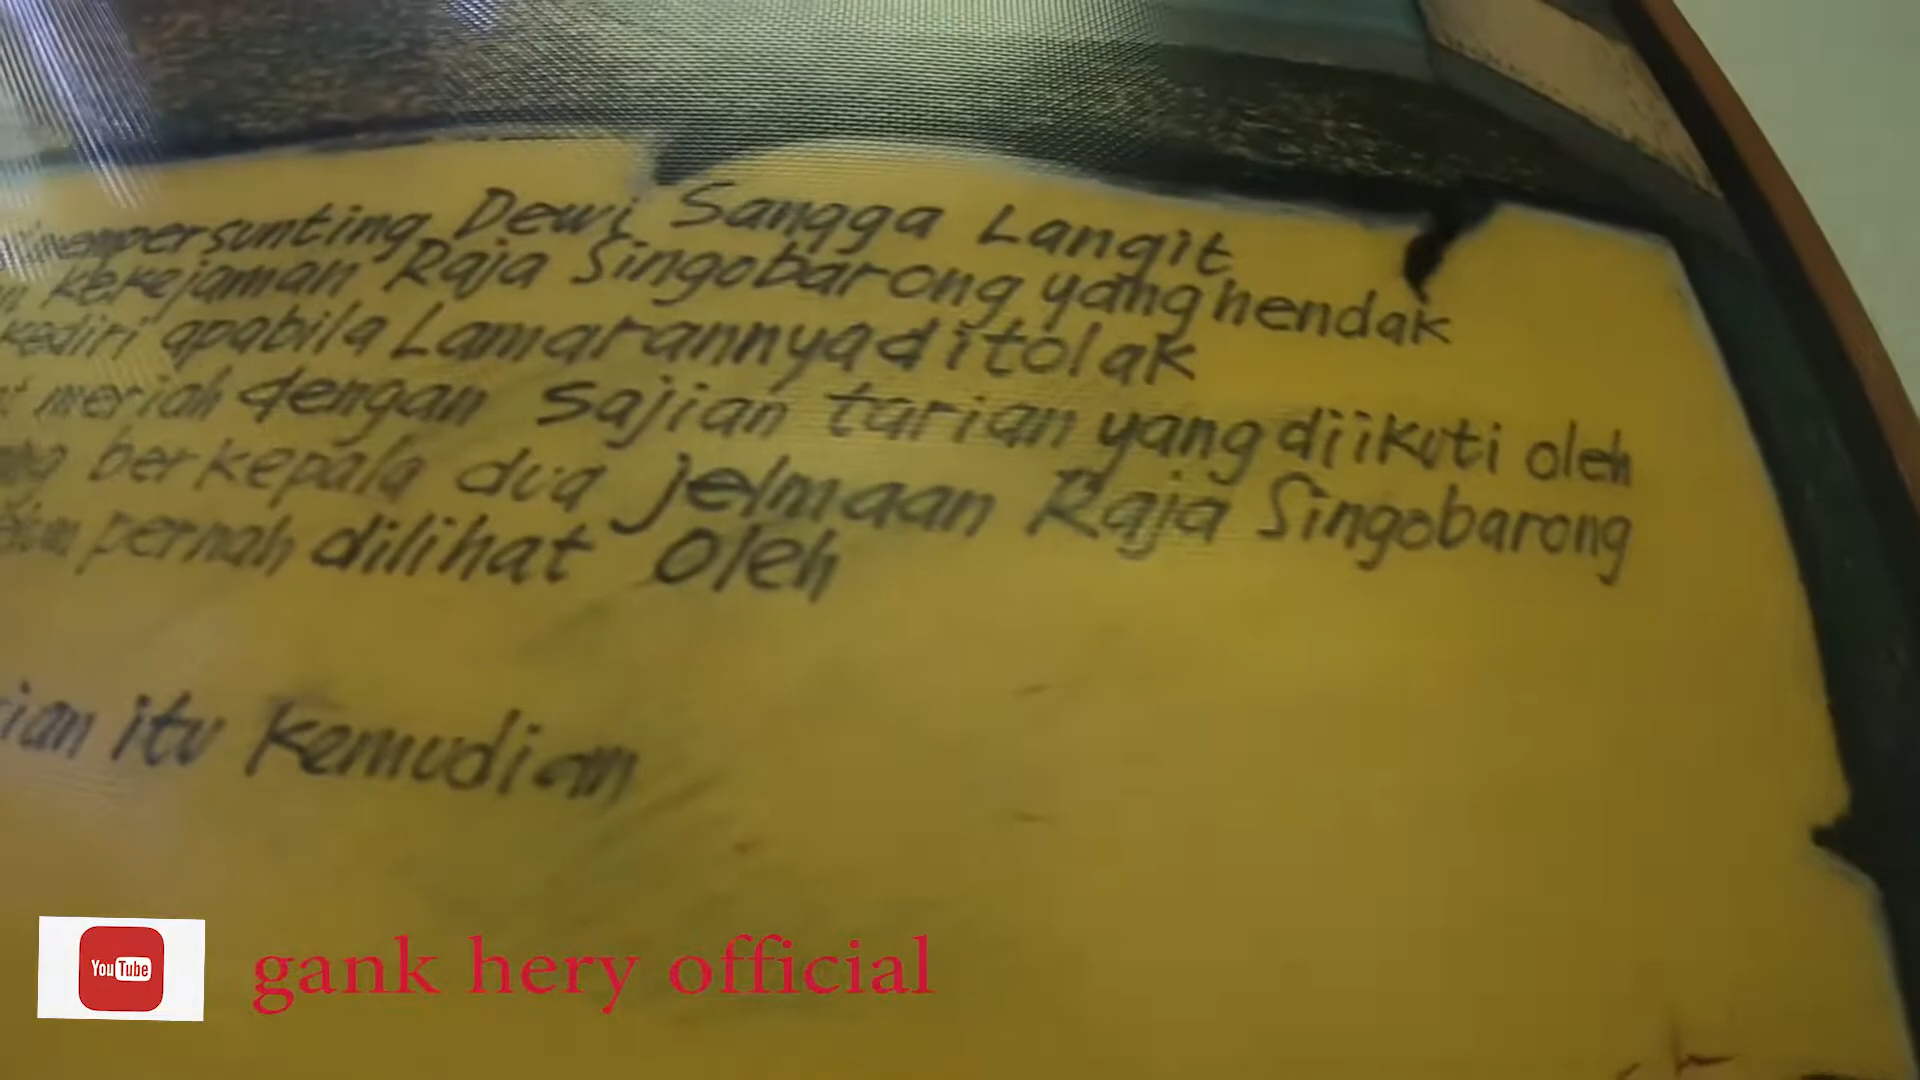 mempersunting Dewi Sangga Langit
kekejaman Raja Singobarong yang hendak
kediri apabila Lamarannya ditolak
meriah dengan sajian tarian yang diikuti oleh
berkepala dua jelmaan Raja Singobarong
pernah dilihat oleh
itu kemudian
YouTube
gank hery official